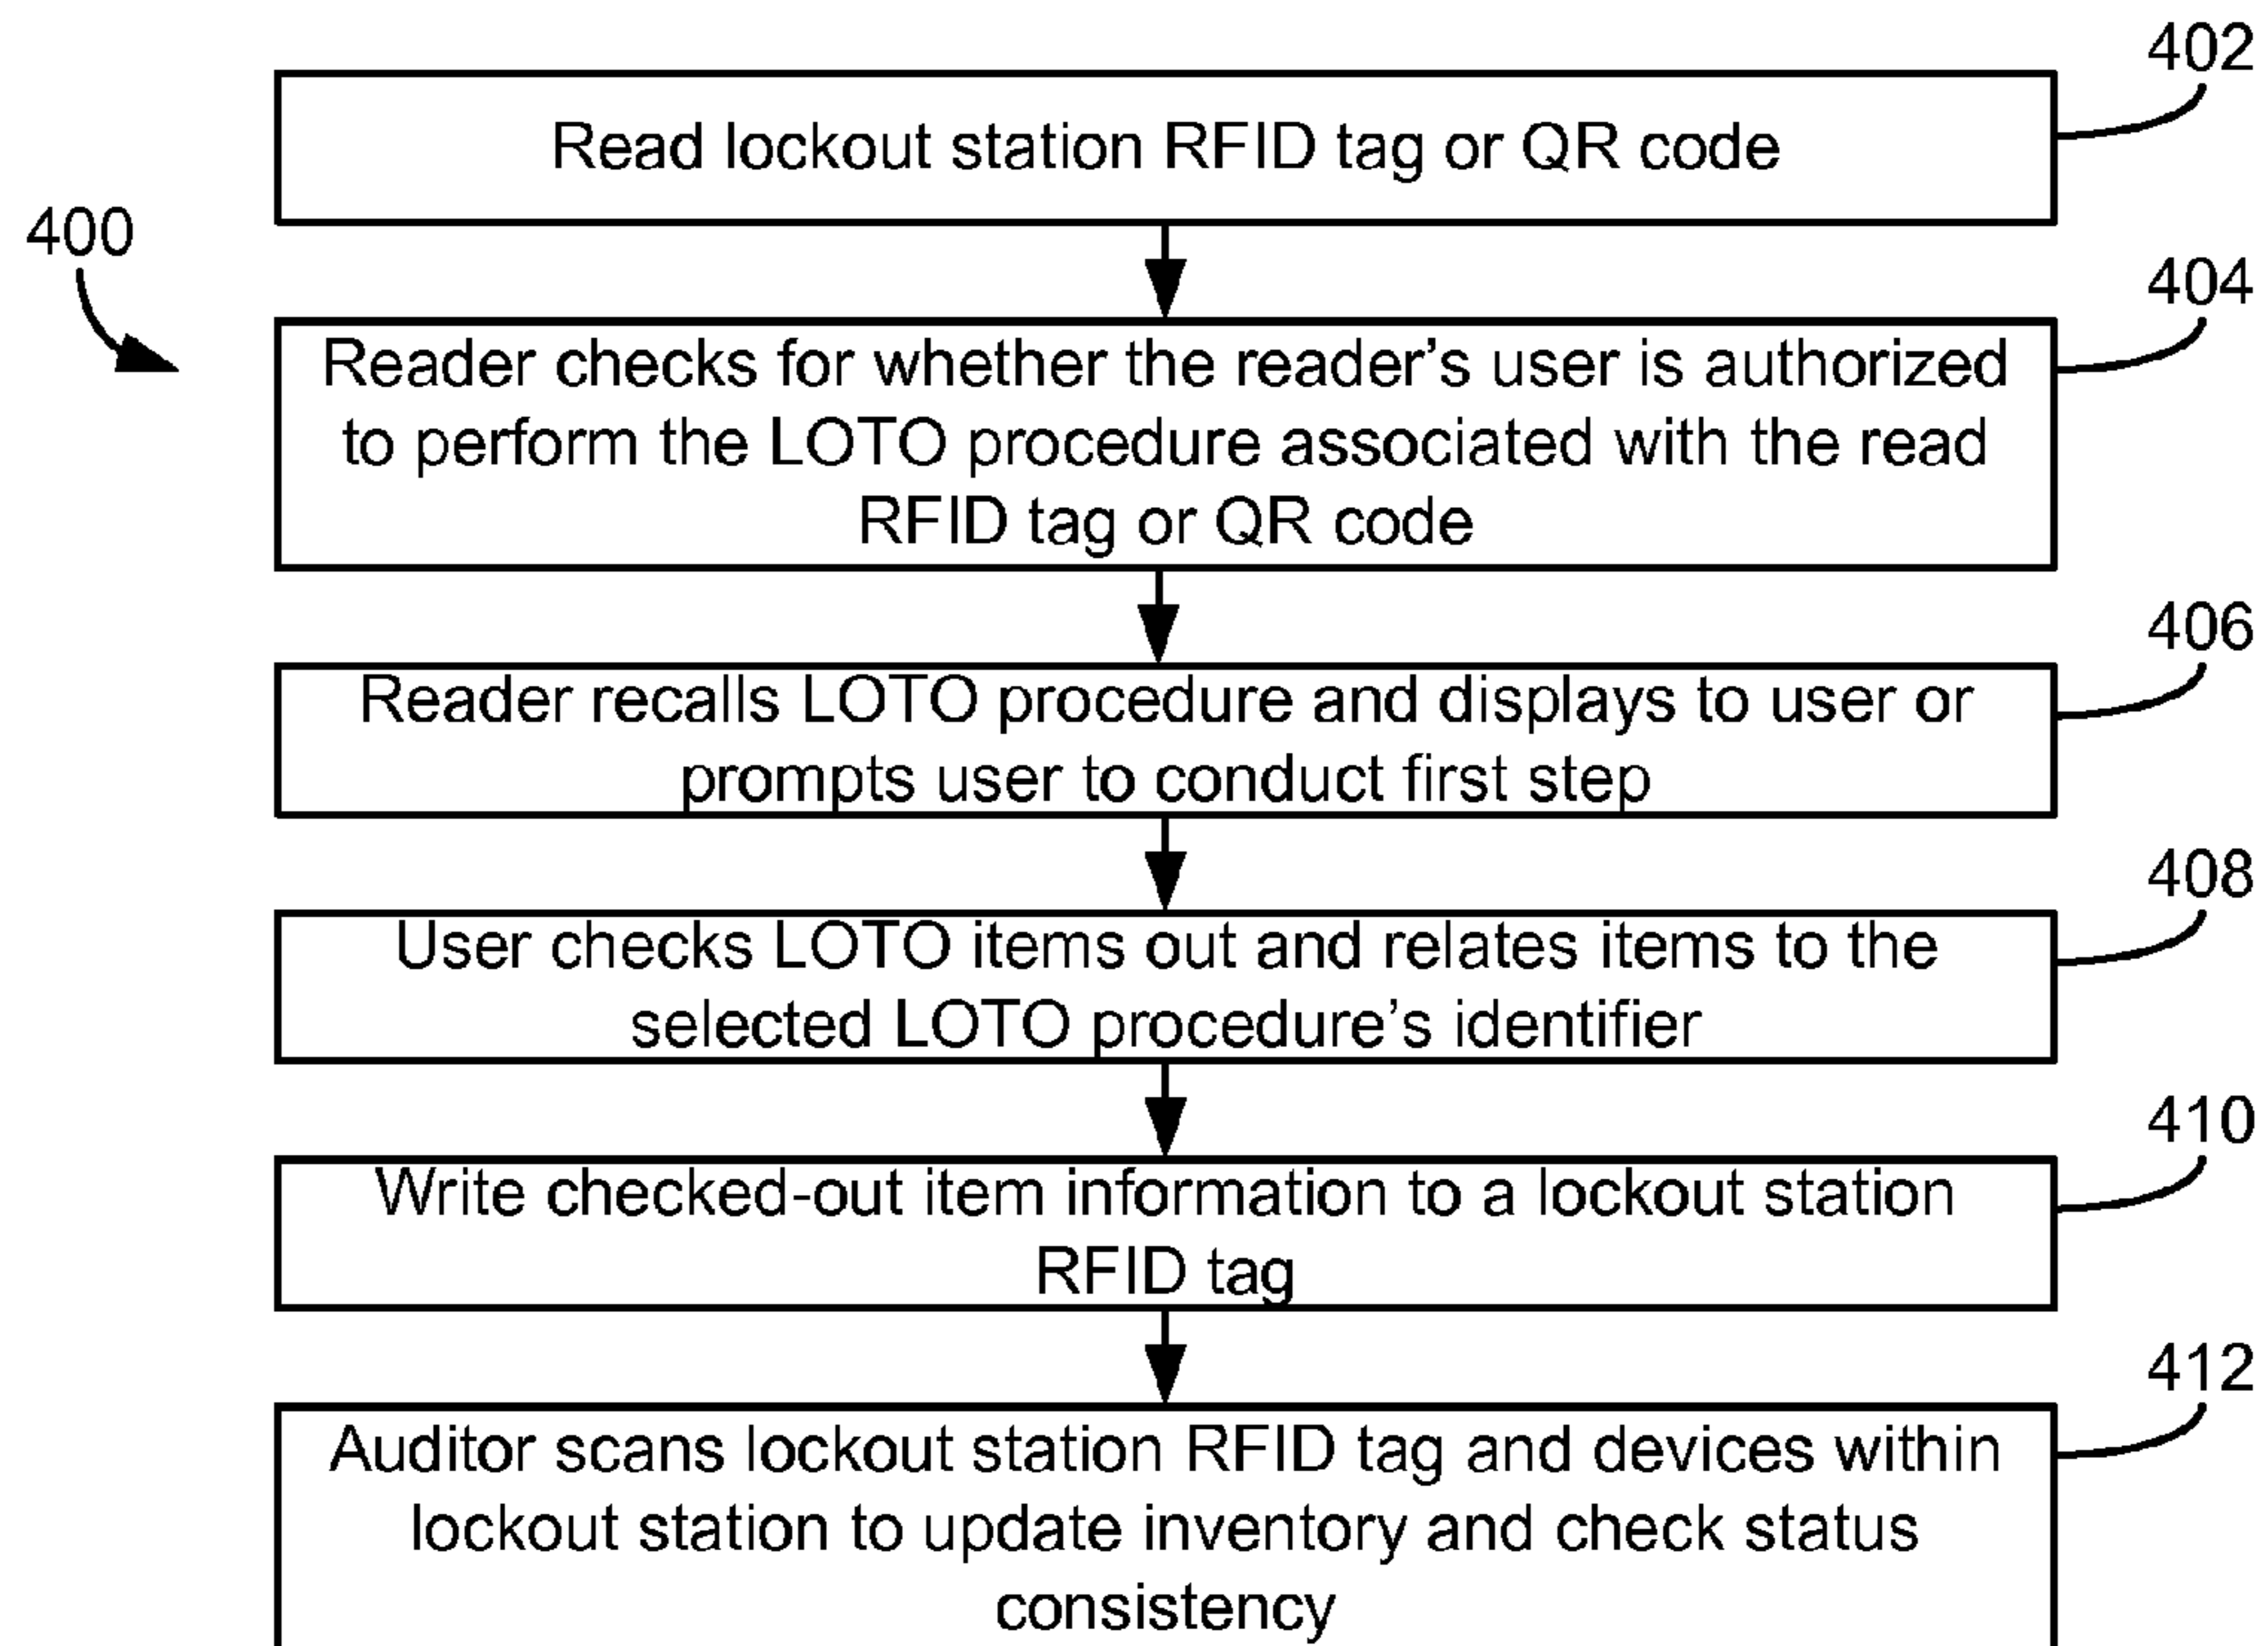 402
Read lockout station RFID tag or QR code
400
404
Reader checks for whether the reader's user is authorized
to perform the LOTO procedure associated with the read
RFID tag or QR code
406
Reader recalls LOTO procedure and displays to user or
prompts user to conduct first step
408
User checks LOTO items out and relates items to the
selected LOTO procedure's identifier
410
Write checked-out item information to a lockout station
RFID tag
412
Auditor scans lockout station RFID tag and devices within
lockout station to update inventory and check status
consistency